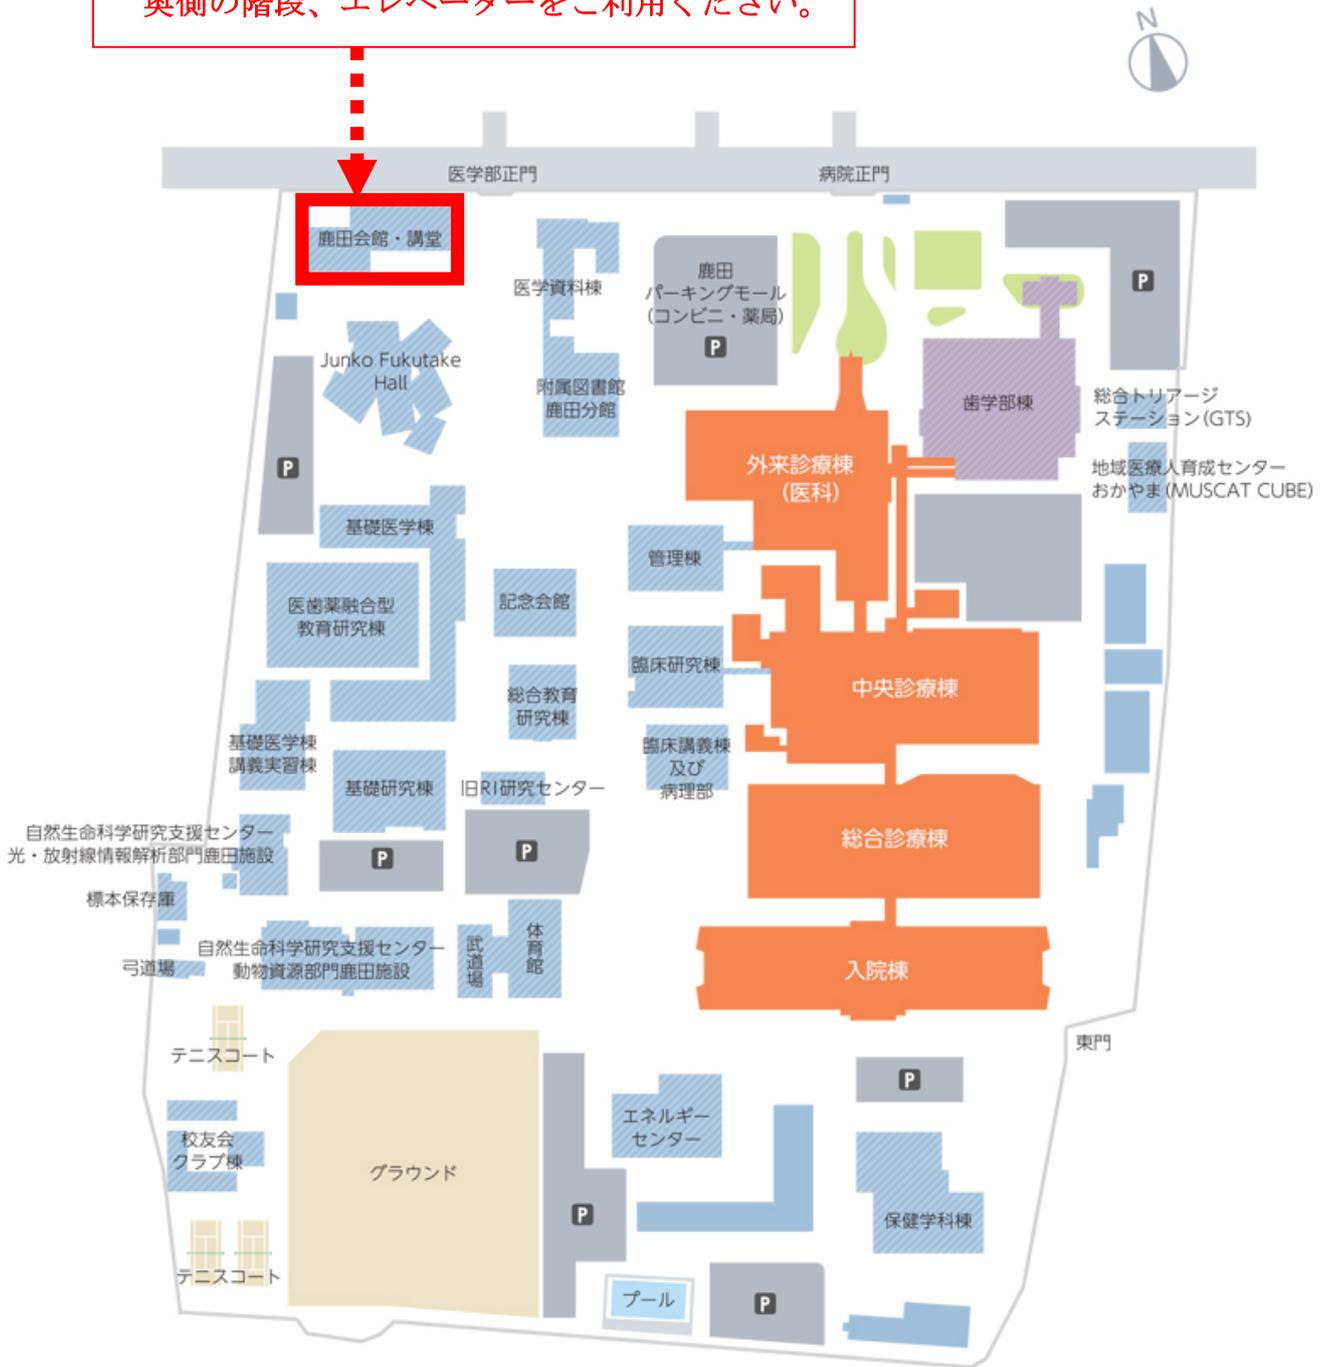 奥側の階段、エレベーターをご利用ください。
N
医学部正門
病院正門
鹿田会館・講堂
医学資料棟
鹿田
パーキングモール
(コンビニ・薬局)
P
P
Junko Fukutake
Hall
附属図書館
鹿田分館
歯学部棟
総合トリアージ
ステーション(GTS)
外来診療棟
(医科)
地域医療人育成センター
おかやま(MUSCAT CUBE)
P
基礎医学棟
管理棟
医歯薬融合型
教育研究棟
記念会館
臨床研究棟
中央診療棟
総合教育
研究棟
基礎医学棟
講義実習棟
臨床講義棟
及び
病理部
基礎研究棟
旧RI研究センター
自然生命科学研究支援センター
光・放射線情報解析部門鹿田施設
P
P
総合診療棟
標本保存庫
自然生命科学研究支援センター
動物資源部門鹿田施設
武道場
体育館
弓道場
入院棟
東門
テニスコート
P
エネルギー
センター
校友会
クラブ棟
グラウンド
P
保健学科棟
テニスコート
プール
P